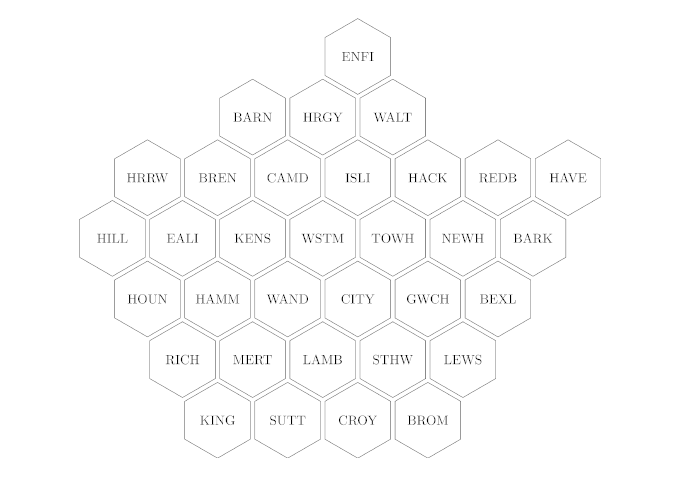 ENFI
BARN HRGY WALT
HRRW BREN CAMD ISLI HACK REDB HAVE
HILL EALI KENS WSTM TOWH NEWH BARK
HOUN HAMM WAND CITY GWCH BEXL
RICH MERT LAMB STHW LEWS
KING SUTT CROY BROM